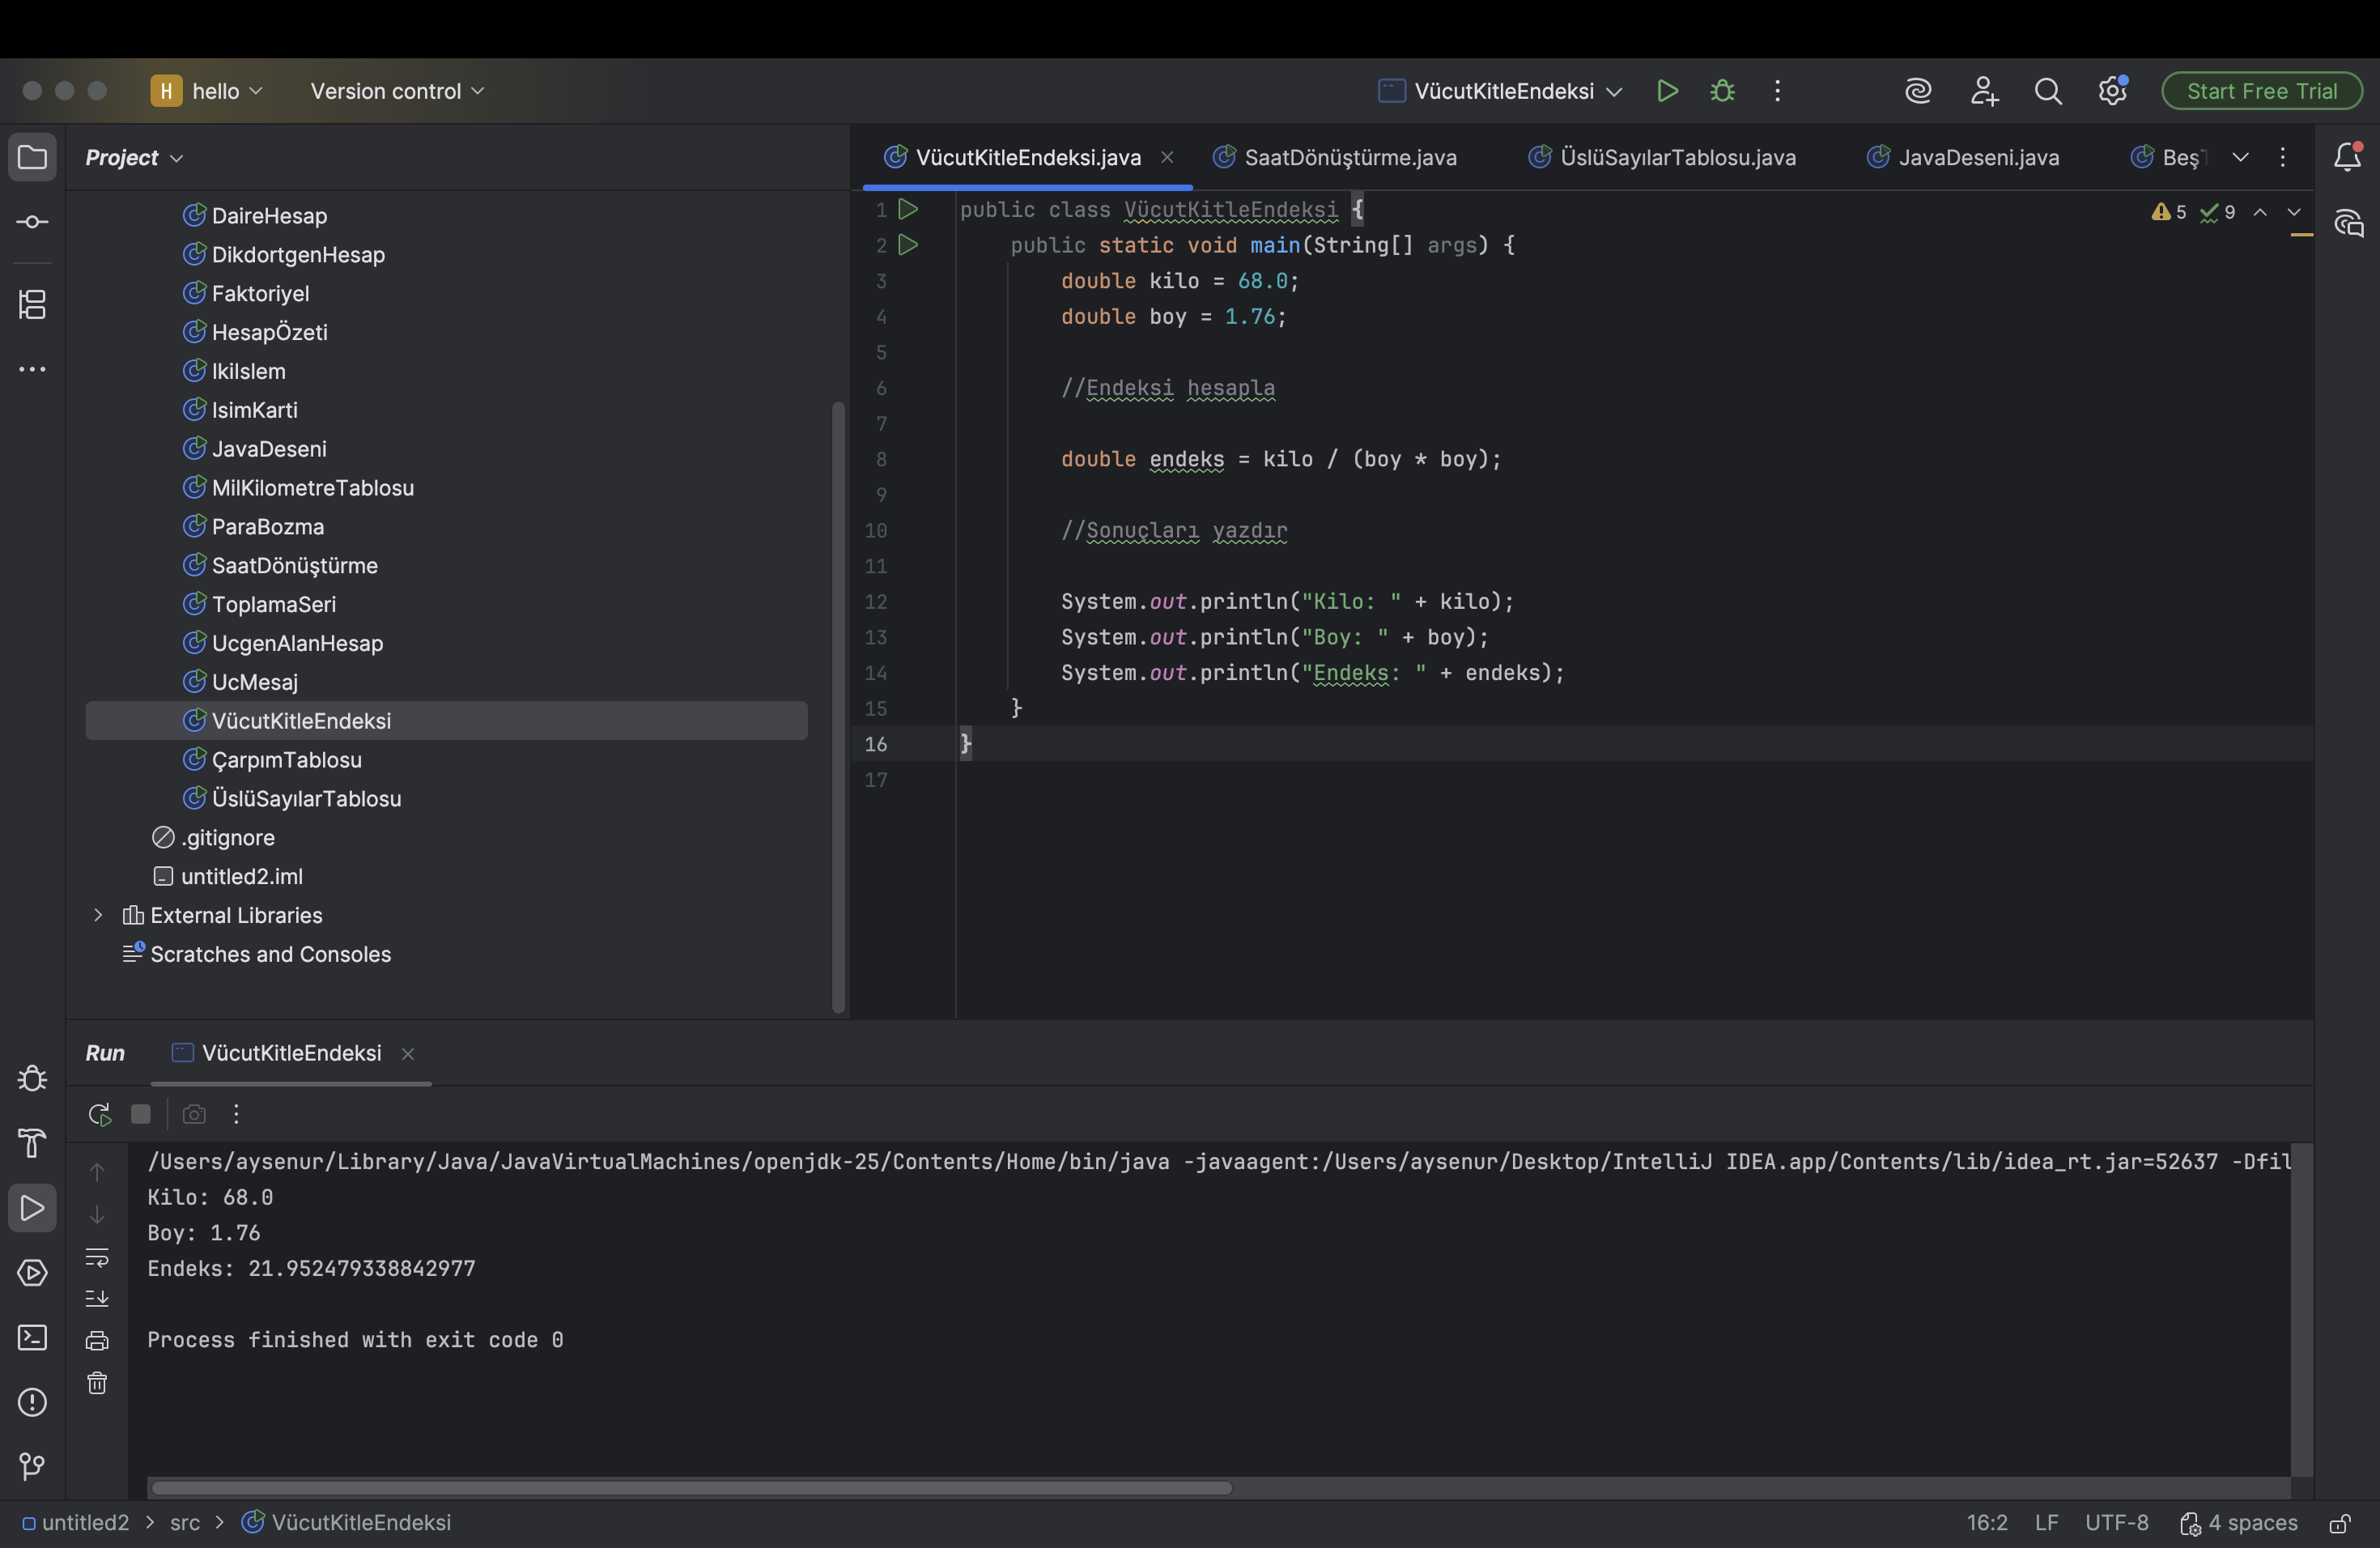 H hello Version control VücutKitleEndeksi Start Free Trial
Project
DaireHesap
DikdortgenHesap
Faktoriyel
HesapÖzeti
IkiIslem
IsimKarti
JavaDeseni
MilKilometreTablosu
ParaBozma
SaatDönüştürme
ToplamaSeri
UcgenAlanHesap
UcMesaj
VücutKitleEndeksi
ÇarpımTablosu
ÜslüSayılarTablosu
.gitignore
untitled2.iml
External Libraries
Scratches and Consoles
VücutKitleEndeksi.java SaatDönüştürme.java ÜslüSayılarTablosu.java JavaDeseni.java Beş
5 9
1 public class VücutKitleEndeksi {
2 public static void main(String[] args) {
3 double kilo = 68.0;
4 double boy = 1.76;
5
6 //Endeksi hesapla
7
8 double endeks = kilo / (boy * boy);
9
10 //Sonuçları yazdır
11
12 System.out.println("Kilo: " + kilo);
13 System.out.println("Boy: " + boy);
14 System.out.println("Endeks: " + endeks);
15 }
16 }
17
Run VücutKitleEndeksi
/Users/aysenur/Library/Java/JavaVirtualMachines/openjdk-25/Contents/Home/bin/java -javaagent:/Users/aysenur/Desktop/IntelliJ IDEA.app/Contents/lib/idea_rt.jar=52637 -Dfil
Kilo: 68.0
Boy: 1.76
Endeks: 21.952479338842977
Process finished with exit code 0
untitled2 > src > VücutKitleEndeksi 16:2 LF UTF-8 4 spaces